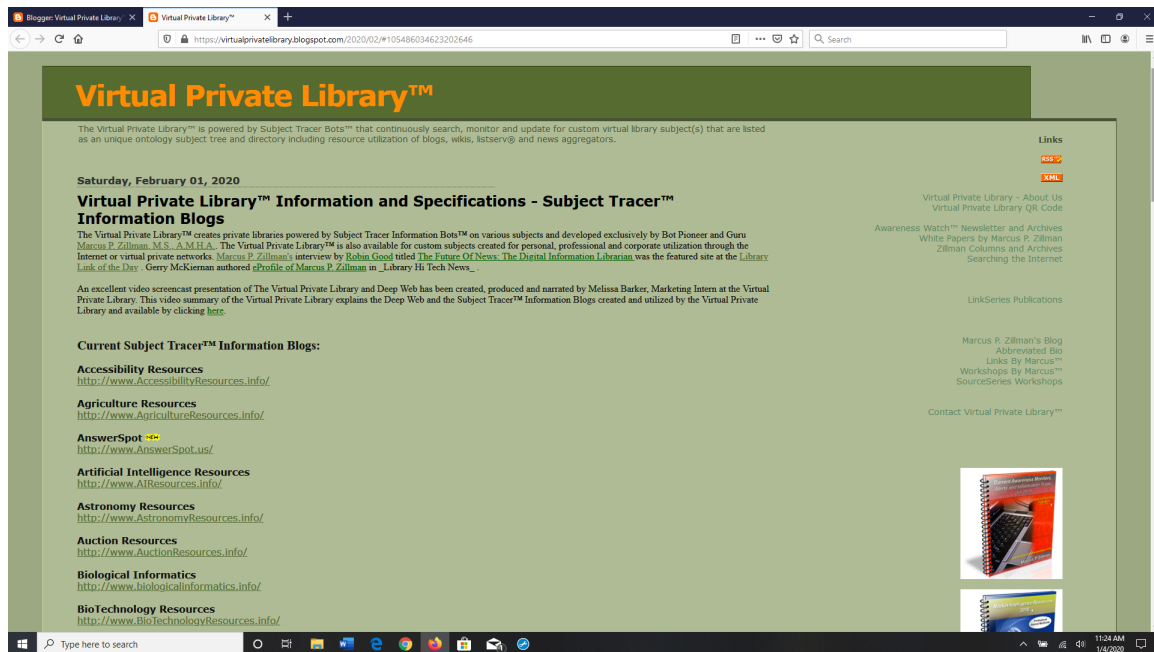 Blogger: Virtual Private Library
Virtual Private Library™
https://virtualprivatelibrary.blogspot.com/2020/02/#105486034623202646
Search
Virtual Private Library™
The Virtual Private Library™ is powered by Subject Tracer Bots™ that continuously search, monitor and update for custom virtual library subject(s) that are listed
as an unique ontology subject tree and directory including resource utilization of blogs, wikis, listserv® and news aggregators.
Links
RSS
XML
Saturday, February 01, 2020
Virtual Private Library™ Information and Specifications - Subject Tracer™
Information Blogs
The Virtual Private Library™ creates private libraries powered by Subject Tracer Information Bots™ on various subjects and developed exclusively by Bot Pioneer and Guru
Marcus P. Zillman, M.S., A.M.H.A.. The Virtual Private Library™ is also available for custom subjects created for personal, professional and corporate utilization through the
Internet or virtual private networks. Marcus P. Zillman's interview by Robin Good titled The Future Of News: The Digital Information Librarian was the featured site at the Library
Link of the Day . Gerry McKiernan authored eProfile of Marcus P. Zillman in _Library Hi Tech News_ .
An excellent video screencast presentation of The Virtual Private Library and Deep Web has been created, produced and narrated by Melissa Barker, Marketing Intern at the Virtual
Private Library. This video summary of the Virtual Private Library explains the Deep Web and the Subject Tracer™ Information Blogs created and utilized by the Virtual Private
Library and available by clicking here.
Current Subject Tracer™ Information Blogs:
Accessibility Resources
http://www.AccessibilityResources.info/
Agriculture Resources
http://www.AgricultureResources.info/
AnswerSpot NEW
http://www.AnswerSpot.us/
Artificial Intelligence Resources
http://www.AIResources.info/
Astronomy Resources
http://www.AstronomyResources.info/
Auction Resources
http://www.AuctionResources.info/
Biological Informatics
http://www.biologicalinformatics.info/
BioTechnology Resources
http://www.BioTechnologyResources.info/
Virtual Private Library - About Us
Virtual Private Library QR Code
Awareness Watch™ Newsletter and Archives
White Papers by Marcus P. Zillman
Zillman Columns and Archives
Searching the Internet
LinkSeries Publications
Marcus P. Zillman's Blog
Abbreviated Bio
Links By Marcus™
Workshops By Marcus™
SourceSeries Workshops
Contact Virtual Private Library™
Type here to search
11:24 AM
1/4/2020